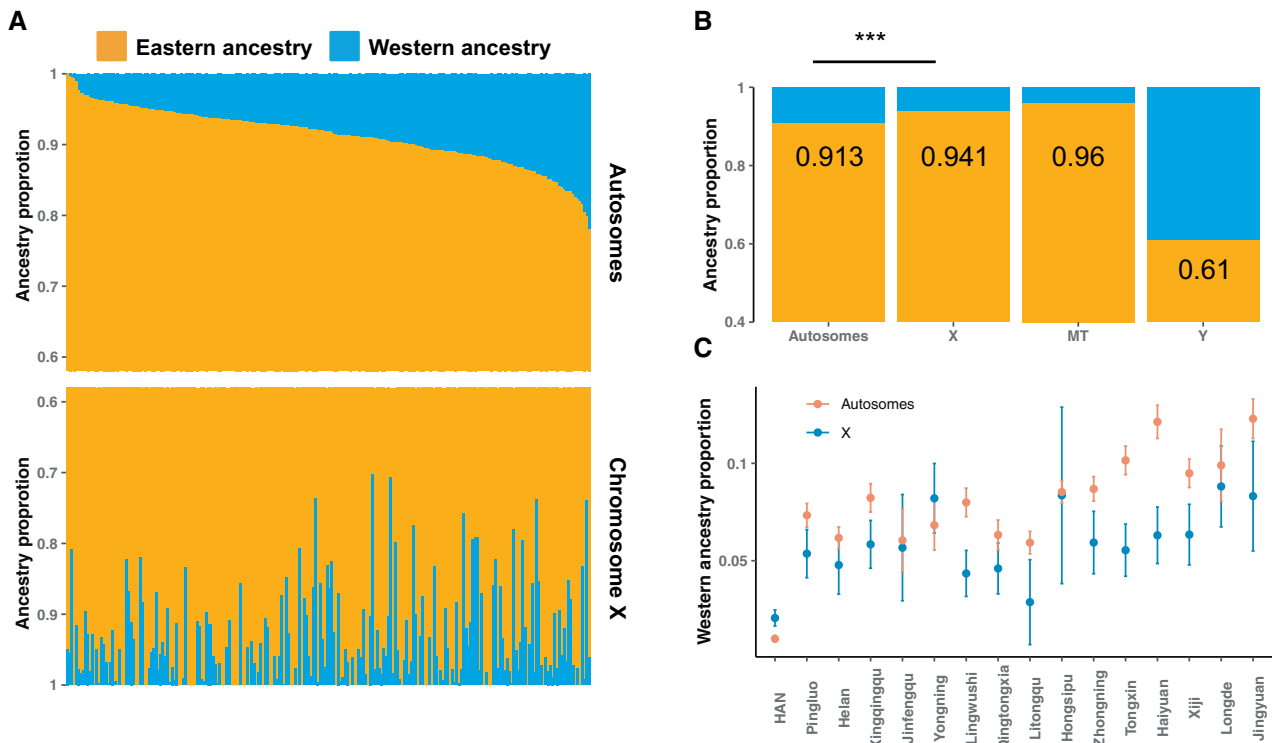 A
Eastern ancestry
Western ancestry
1
0.9
0.8
0.7
0.6
Ancestry proprotion
Autosomes
0.6
0.7
0.8
0.9
1
Ancestry proportion
Chromosome X
B
***
1
0.8
0.6
0.4
Ancestry proportion
0.913
0.941
0.96
0.61
Autosomes
X
MT
Y
C
Autosomes
X
0.1
0.05
Western ancestry proportion
HAN
Pingluo
Helan
Xingqingqu
Jinfengqu
Yongning
Lingwushi
Qingtongxia
Litongqu
Hongsipu
Zhongning
Tongxin
Haiyuan
Xiji
Longde
Jingyuan